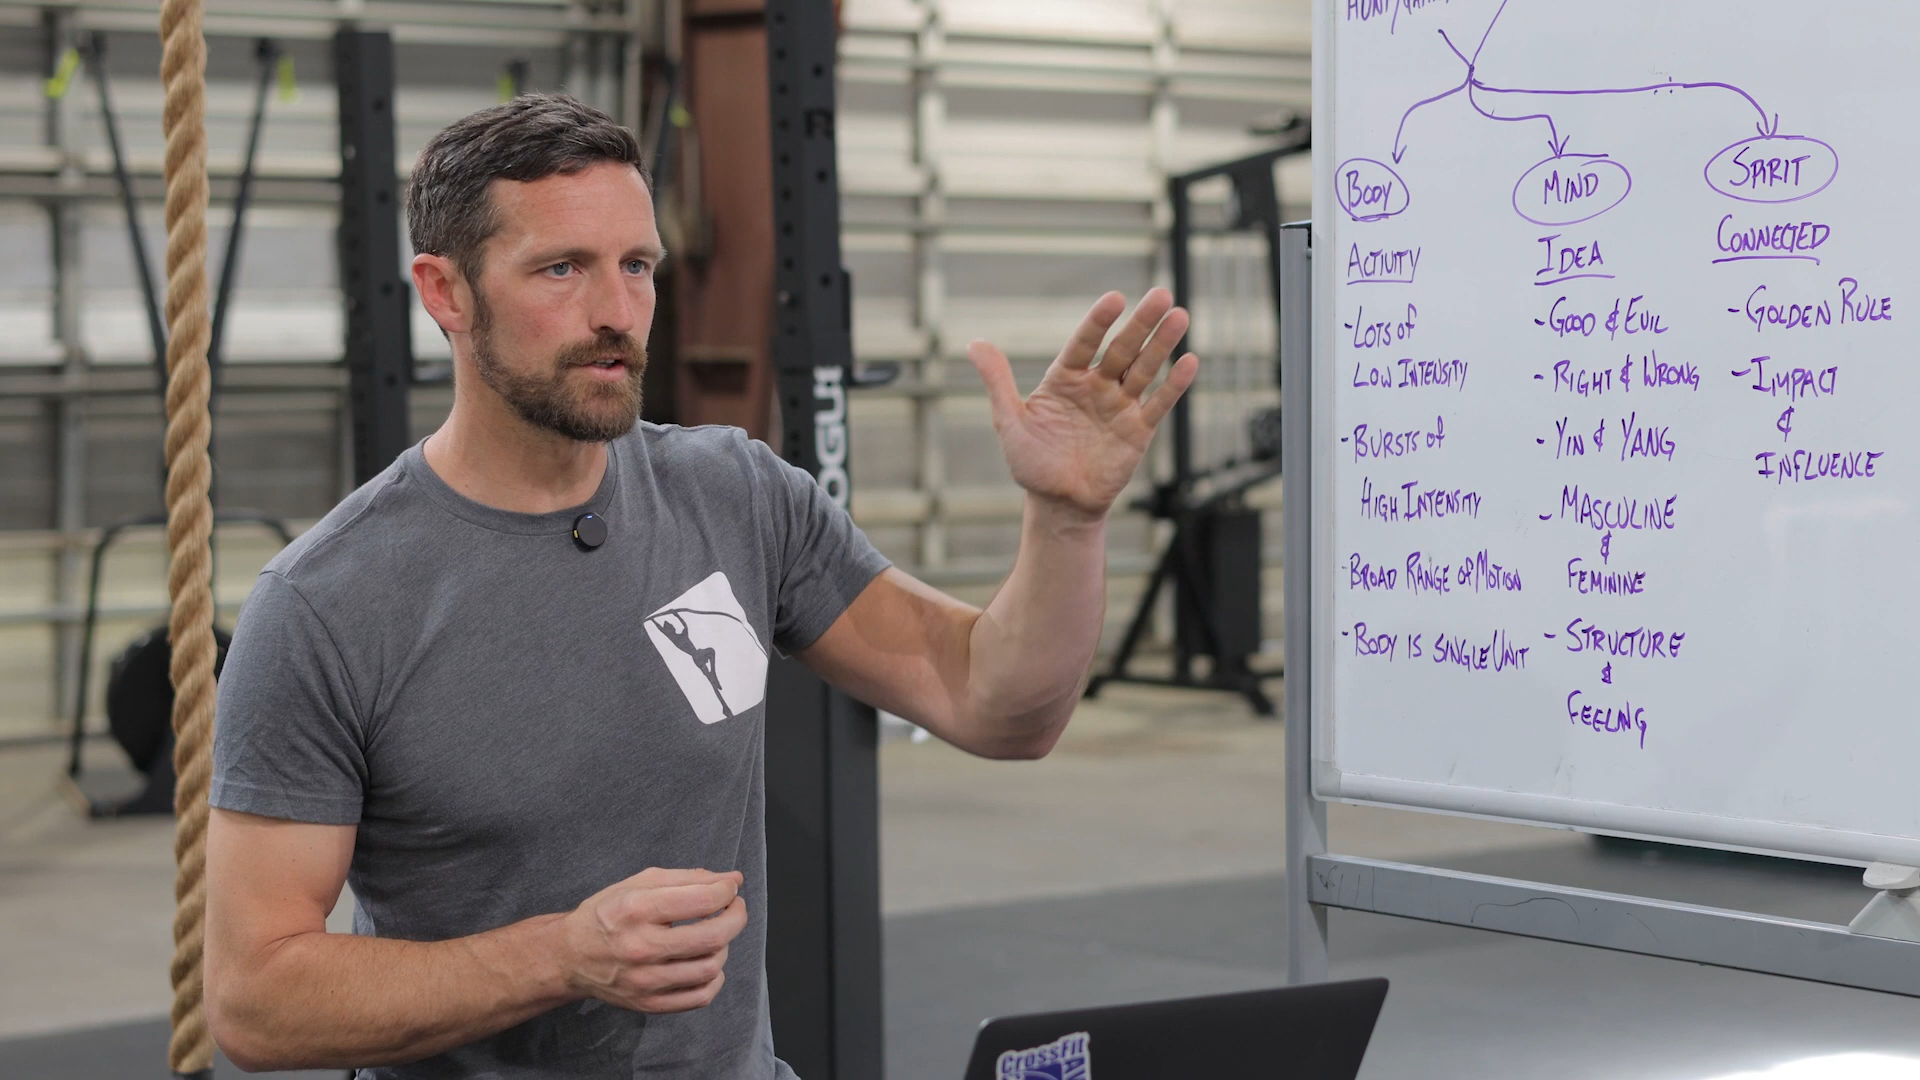 BODY
ACTIVITY
-LOTS OF
LOW INTENSITY
-BURSTS OF
HIGH INTENSITY
-BROAD RANGE OF MOTION
-BODY IS SINGLE UNIT
MIND
IDEA
-GOOD & EVIL
-RIGHT & WRONG
-YIN & YANG
-MASCULINE
&
FEMININE
-STRUCTURE
&
FEELING
SPIRIT
CONNECTED
-GOLDEN RULE
-IMPACT
&
INFLUENCE
OGUE
CrossFit